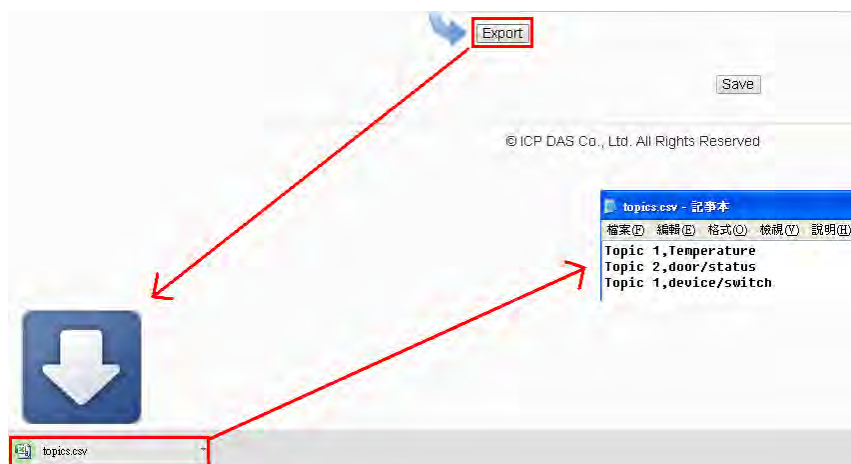 Export
Save
© ICP DAS Co., Ltd. All Rights Reserved
topics.csv - 記事本
檔案(F) 編輯(E) 格式(O) 檢視(V) 説明(H)
Topic 1,Temperature
Topic 2,door/status
Topic 1,device/switch
topics.csv